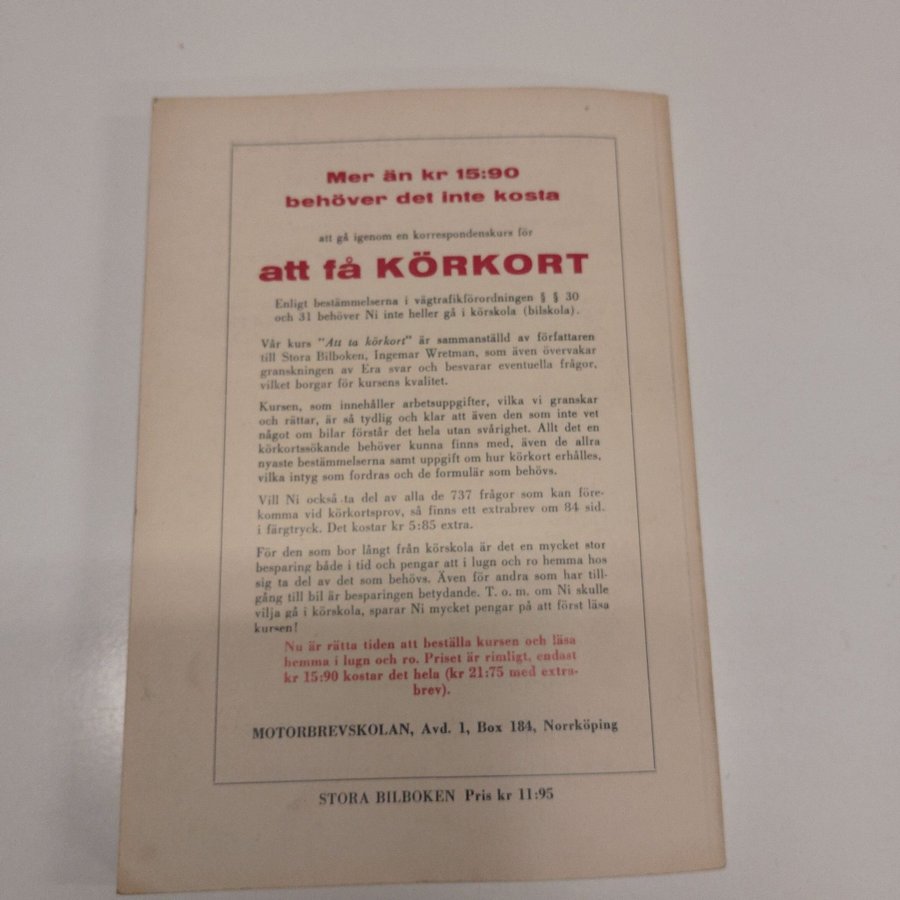 Mer än kr 15:90
behöver det inte kosta
att gå igenom en korrespondenskurs för
att få KÖRKORT
Enligt bestämmelserna i vägtrafikförordningen § § 30
och 31 behöver Ni inte heller gå i körskola (bilskola).
Vår kurs "Att ta körkort" är sammanställd av författaren
till Stora Bilboken, Ingemar Wretman, som även övervakar
granskningen av Era svar och besvarar eventuella frågor,
vilket borgar för kursens kvalitet.
Kursen, som innehåller arbetsuppgifter, vilka vi granskar
och rättar, är så tydlig och klar att även den som inte vet
något om bilar förstår det hela utan svårighet. Allt det en
körkortssökande behöver kunna finns med, även de allra
nyaste bestämmelserna samt uppgift om hur körkort erhålles,
vilka intyg som fordras och de formulär som behövs.
Vill Ni också ta del av alla de 737 frågor som kan före-
komma vid körkortsprov, så finns ett extrabrev om 84 sid.
i färgtryck. Det kostar kr 5:85 extra.
För den som bor långt från körskola är det en mycket stor
besparing både i tid och pengar att i lugn och ro hemma hos
sig ta del av det som behövs. Även för andra som har till-
gång till bil är besparingen betydande. T. o. m. om Ni skulle
vilja gå i körskola, sparar Ni mycket pengar på att först läsa
kursen!
Nu är rätta tiden att beställa kursen och läsa
hemma i lugn och ro. Priset är rimligt, endast
kr 15:90 kostar det hela (kr 21:75 med extra-
brev).
MOTORBREVSKOLAN, Avd. 1, Box 184, Norrköping
STORA BILBOKEN Pris kr 11:95